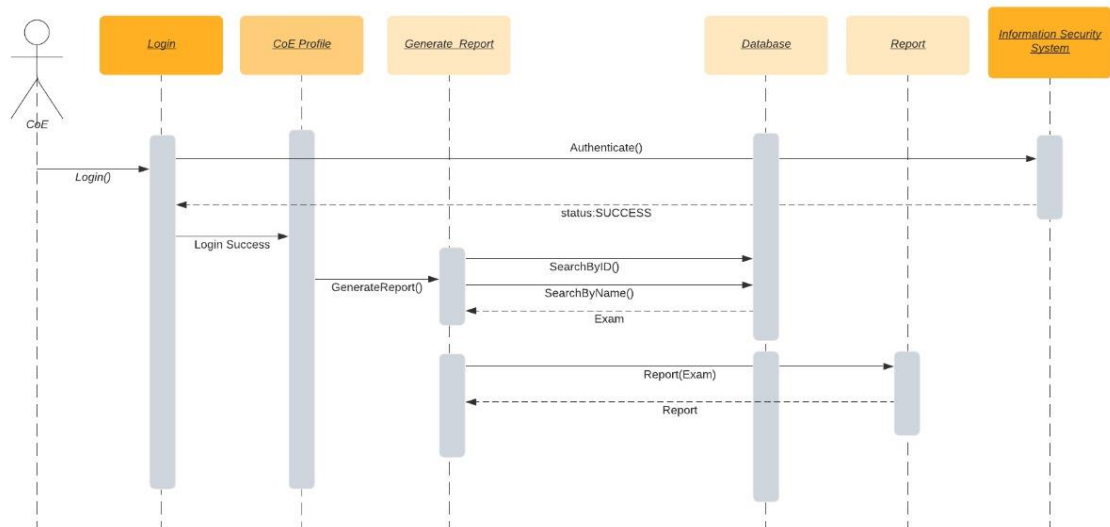 Login
CoE Profile
Generate_Report
Database
Report
Information Security
System
CoE
Authenticate()
Login()
status:SUCCESS
Login Success
SearchByID()
GenerateReport()
SearchByName()
Exam
Report(Exam)
Report